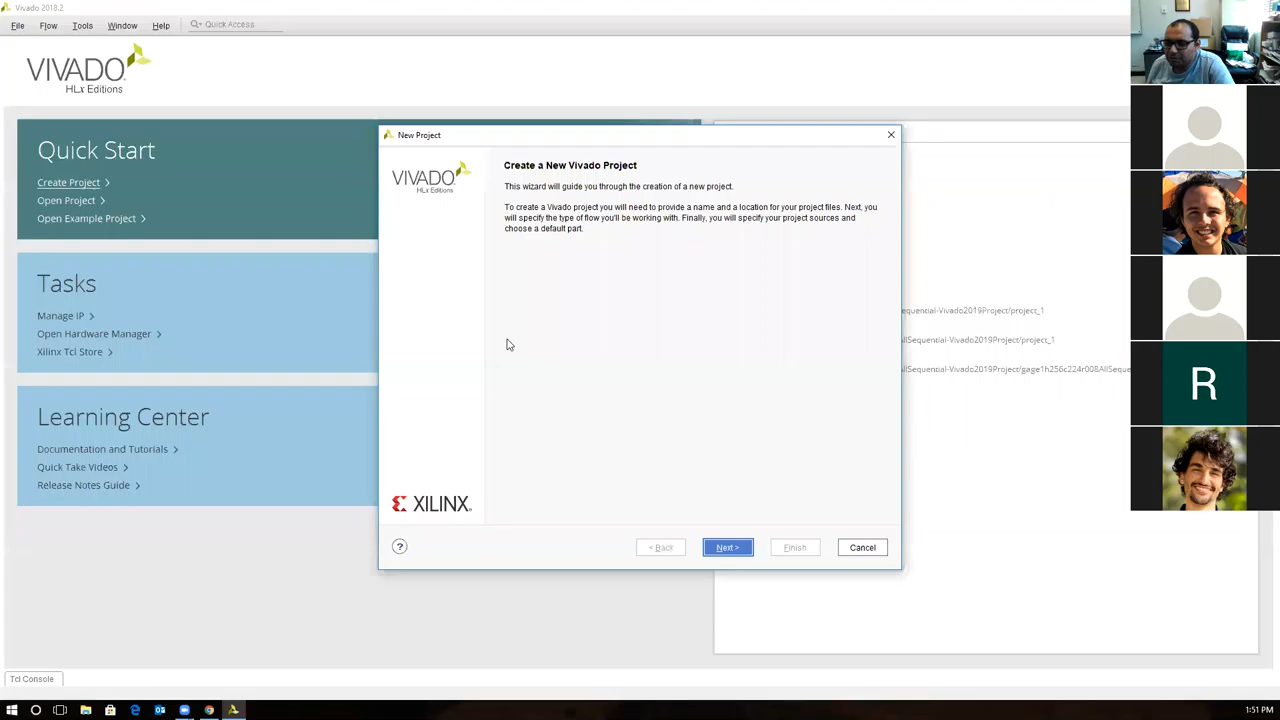 Vivado 2018.2
File Flow Tools Window Help Quick Access
VIVADO
HLx Editions
Quick Start
Create Project >
Open Project >
Open Example Project >
Tasks
Manage IP >
Open Hardware Manager >
Xilinx Tcl Store >
Learning Center
Documentation and Tutorials >
Quick Take Videos >
Release Notes Guide >
New Project
VIVADO
HLx Editions
Create a New Vivado Project
This wizard will guide you through the creation of a new project.
To create a Vivado project you will need to provide a name and a location for your project files. Next, you
will specify the type of flow you'll be working with. Finally, you will specify your project sources and
choose a default part.
XILINX
? < Back Next > Finish Cancel
equential-Vivado2019Project/project_1
AllSequential-Vivado2019Project/project_1
AllSequential-Vivado2019Project/gage1h256c224r008AllSeque
R
Tcl Console
1:51 PM